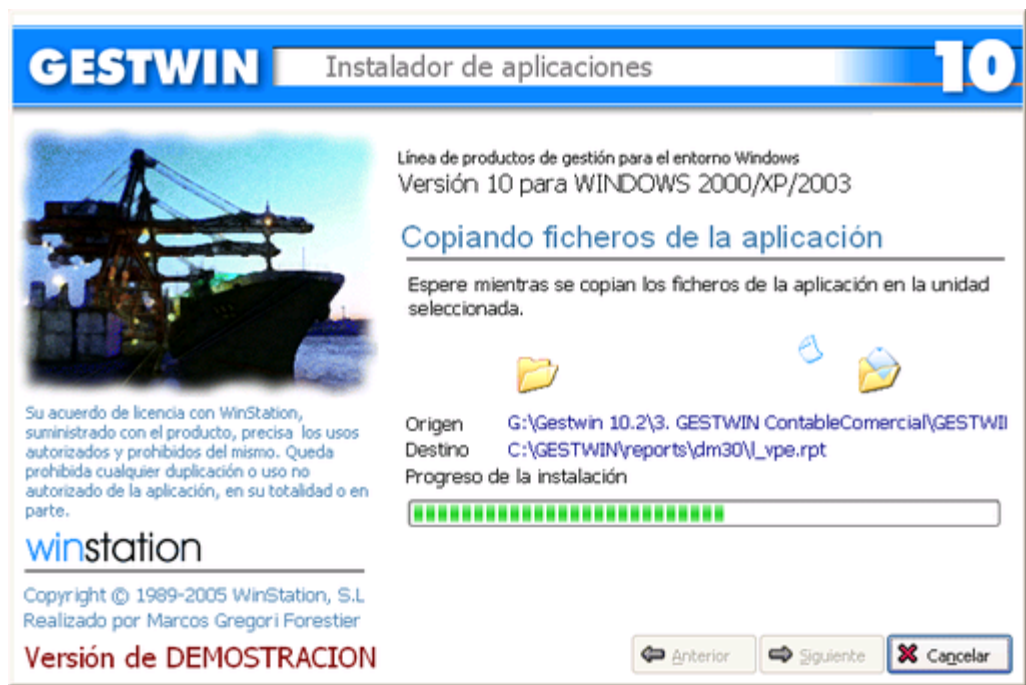 GESTWIN Instalador de aplicaciones 10
Línea de productos de gestión para el entorno Windows
Versión 10 para WINDOWS 2000/XP/2003
Copiando ficheros de la aplicación
Espere mientras se copian los ficheros de la aplicación en la unidad
seleccionada.
Origen G:\Gestwin 10.2\3. GESTWIN ContableComercial\GESTWII
Destino C:\GESTWIN\reports\dm30\l_vpe.rpt
Progreso de la instalación
Su acuerdo de licencia con WinStation,
suministrado con el producto, precisa los usos
autorizados y prohibidos del mismo. Queda
prohibida cualquier duplicación o uso no
autorizado de la aplicación, en su totalidad o en
parte.
winstation
Copyright © 1989-2005 WinStation, S.L
Realizado por Marcos Gregori Forestier
Versión de DEMOSTRACION
Anterior Siguiente Cancelar